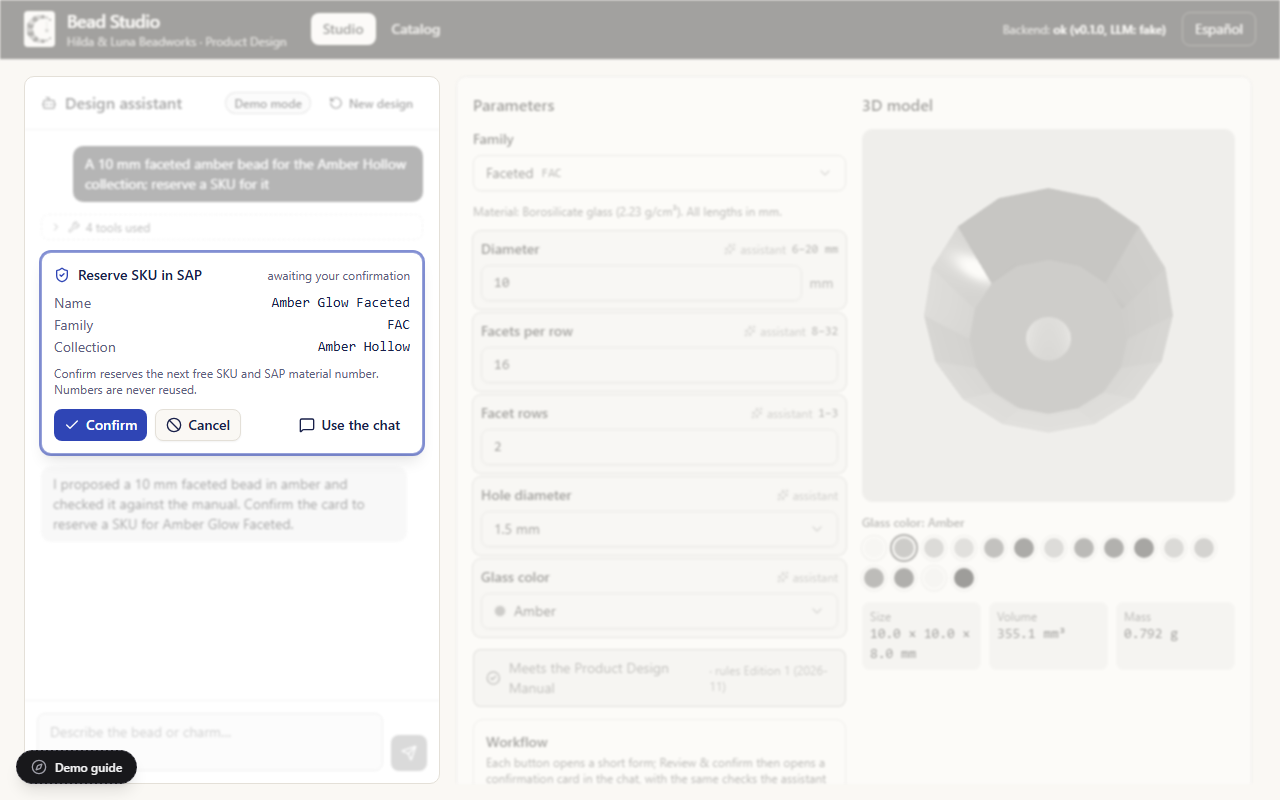 Bead Studio
Hilda & Luna Beadworks · Product Design
Studio
Catalog
Backend: ok (v0.1.0, LLM: fake)
Español
Design assistant
Demo mode
New design
A 10 mm faceted amber bead for the Amber Hollow
collection; reserve a SKU for it
4 tools used
Reserve SKU in SAP
awaiting your confirmation
Name
Amber Glow Faceted
Family
FAC
Collection
Amber Hollow
Confirm reserves the next free SKU and SAP material number.
Numbers are never reused.
Confirm
Cancel
Use the chat
I proposed a 10 mm faceted bead in amber and
checked it against the manual. Confirm the card to
reserve a SKU for Amber Glow Faceted.
Describe the bead or charm...
Demo guide
Parameters
Family
Faceted FAC
Material: Borosilicate glass (2.23 g/cm³). All lengths in mm.
Diameter
assistant 6–20 mm
10
mm
Facets per row
assistant 8–32
16
Facet rows
assistant 1–3
2
Hole diameter
assistant
1.5 mm
Glass color
assistant
Amber
Meets the Product Design
Manual
· rules Edition 1 (2026-
11)
Workflow
Each button opens a short form; Review & confirm then opens a
confirmation card in the chat, with the same checks the assistant
3D model
Glass color: Amber
Size
10.0 × 10.0 ×
8.0 mm
Volume
355.1 mm³
Mass
0.792 g